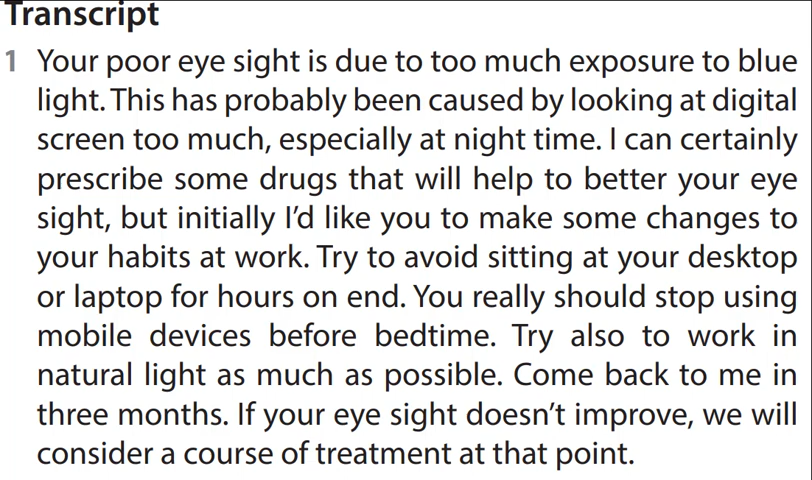 Transcript
1 Your poor eye sight is due to too much exposure to blue
light. This has probably been caused by looking at digital
screen too much, especially at night time. I can certainly
prescribe some drugs that will help to better your eye
sight, but initially I'd like you to make some changes to
your habits at work. Try to avoid sitting at your desktop
or laptop for hours on end. You really should stop using
mobile devices before bedtime. Try also to work in
natural light as much as possible. Come back to me in
three months. If your eye sight doesn't improve, we will
consider a course of treatment at that point.